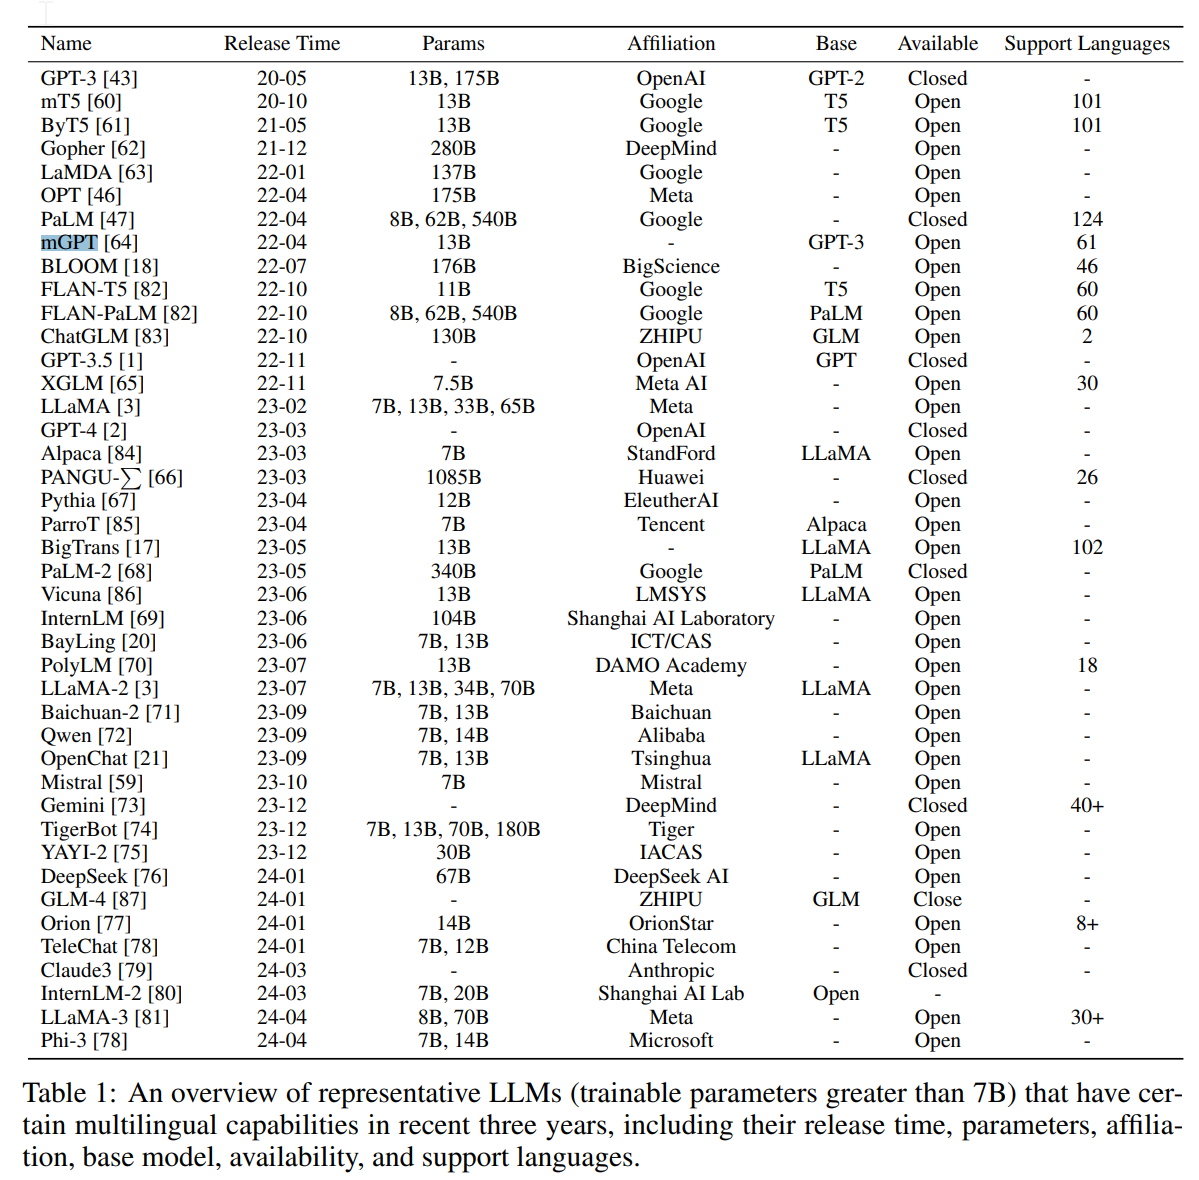 Name Release Time Params Affiliation Base Available Support Languages
GPT-3 [43] 20-05 13B, 175B OpenAI GPT-2 Closed -
mT5 [60] 20-10 13B Google T5 Open 101
ByT5 [61] 21-05 13B Google T5 Open 101
Gopher [62] 21-12 280B DeepMind - Open -
LaMDA [63] 22-01 137B Google - Open -
OPT [46] 22-04 175B Meta - Open -
PaLM [47] 22-04 8B, 62B, 540B Google - Closed 124
mGPT [64] 22-04 13B - GPT-3 Open 61
BLOOM [18] 22-07 176B BigScience - Open 46
FLAN-T5 [82] 22-10 11B Google T5 Open 60
FLAN-PaLM [82] 22-10 8B, 62B, 540B Google PaLM Open 60
ChatGLM [83] 22-10 130B ZHIPU GLM Open 2
GPT-3.5 [1] 22-11 - OpenAI GPT Closed -
XGLM [65] 22-11 7.5B Meta AI - Open 30
LLaMA [3] 23-02 7B, 13B, 33B, 65B Meta - Open -
GPT-4 [2] 23-03 - OpenAI - Closed -
Alpaca [84] 23-03 7B StandFord LLaMA Open -
PANGU-∑ [66] 23-03 1085B Huawei - Closed 26
Pythia [67] 23-04 12B EleutherAI - Open -
ParroT [85] 23-04 7B Tencent Alpaca Open -
BigTrans [17] 23-05 13B - LLaMA Open 102
PaLM-2 [68] 23-05 340B Google PaLM Closed -
Vicuna [86] 23-06 13B LMSYS LLaMA Open -
InternLM [69] 23-06 104B Shanghai AI Laboratory - Open -
BayLing [20] 23-06 7B, 13B ICT/CAS - Open -
PolyLM [70] 23-07 13B DAMO Academy - Open 18
LLaMA-2 [3] 23-07 7B, 13B, 34B, 70B Meta LLaMA Open -
Baichuan-2 [71] 23-09 7B, 13B Baichuan - Open -
Qwen [72] 23-09 7B, 14B Alibaba - Open -
OpenChat [21] 23-09 7B, 13B Tsinghua LLaMA Open -
Mistral [59] 23-10 7B Mistral - Open -
Gemini [73] 23-12 - DeepMind - Closed 40+
TigerBot [74] 23-12 7B, 13B, 70B, 180B Tiger - Open -
YAYI-2 [75] 23-12 30B IACAS - Open -
DeepSeek [76] 24-01 67B DeepSeek AI - Open -
GLM-4 [87] 24-01 - ZHIPU GLM Close -
Orion [77] 24-01 14B OrionStar - Open 8+
TeleChat [78] 24-01 7B, 12B China Telecom - Open -
Claude3 [79] 24-03 - Anthropic - Closed -
InternLM-2 [80] 24-03 7B, 20B Shanghai AI Lab Open -
LLaMA-3 [81] 24-04 8B, 70B Meta - Open 30+
Phi-3 [78] 24-04 7B, 14B Microsoft - Open -
Table 1: An overview of representative LLMs (trainable parameters greater than 7B) that have cer-
tain multilingual capabilities in recent three years, including their release time, parameters, affilia-
tion, base model, availability, and support languages.